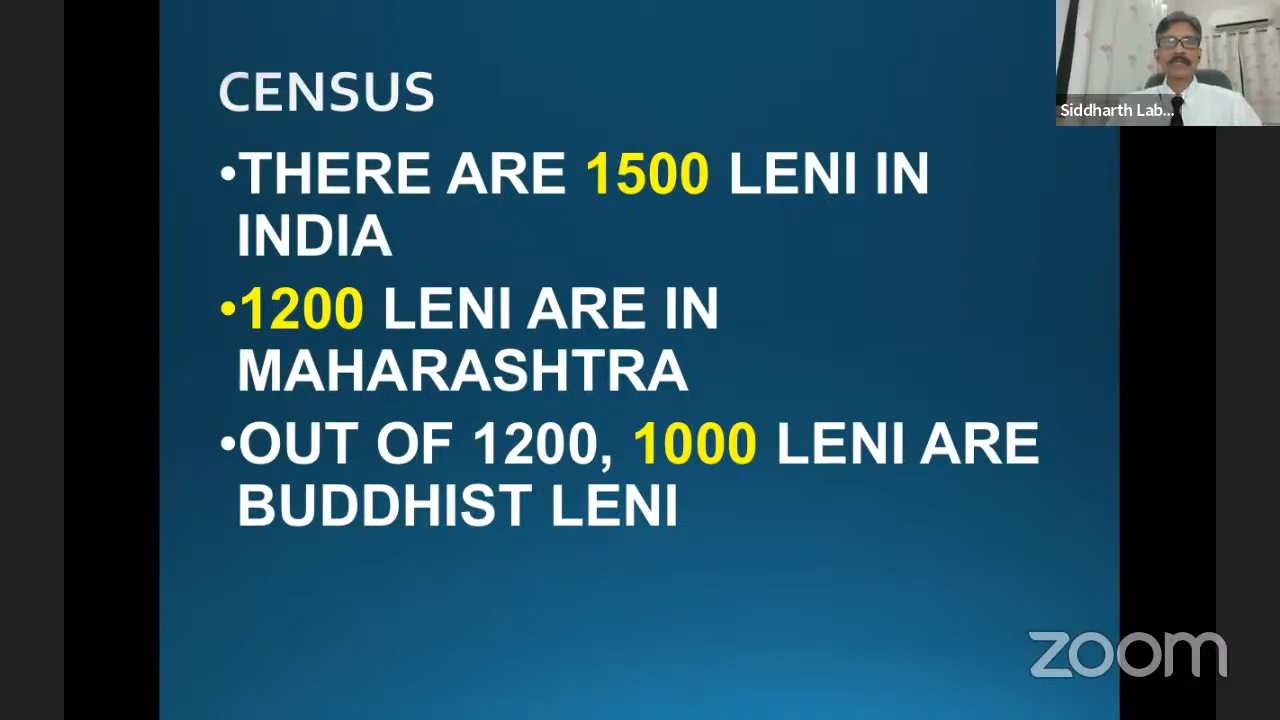 CENSUS
•THERE ARE 1500 LENI IN
INDIA
•1200 LENI ARE IN
MAHARASHTRA
•OUT OF 1200, 1000 LENI ARE
BUDDHIST LENI
Siddharth Lab...
zoom